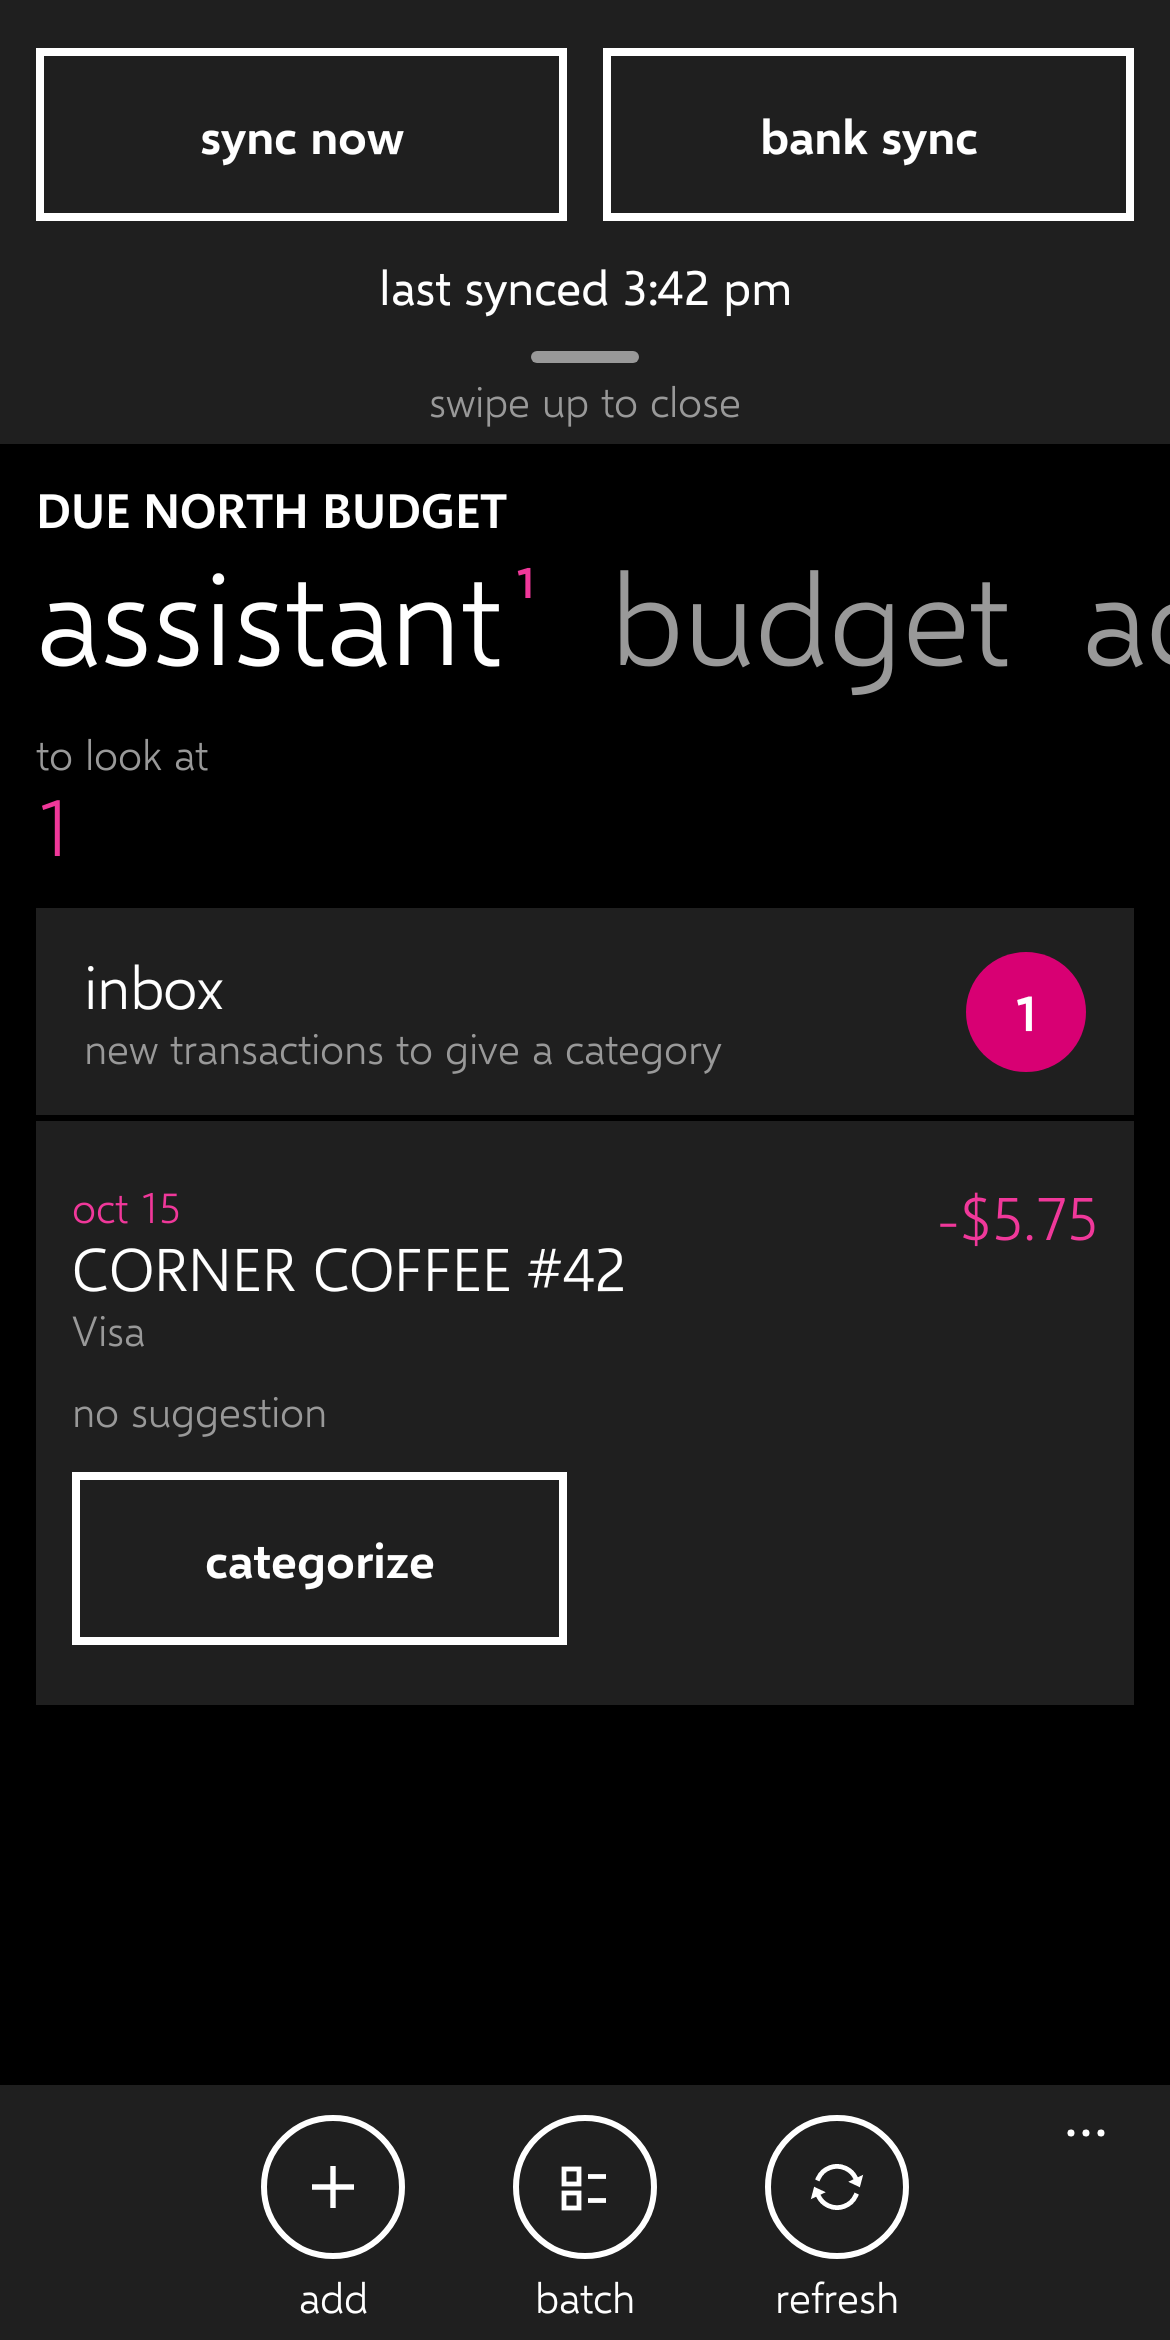 sync now
bank sync
last synced 3:42 pm
swipe up to close
DUE NORTH BUDGET
assistant 1 budget ac
to look at
1
inbox
new transactions to give a category
1
oct 15
-$5.75
CORNER COFFEE #42
Visa
no suggestion
categorize
...
add
batch
refresh